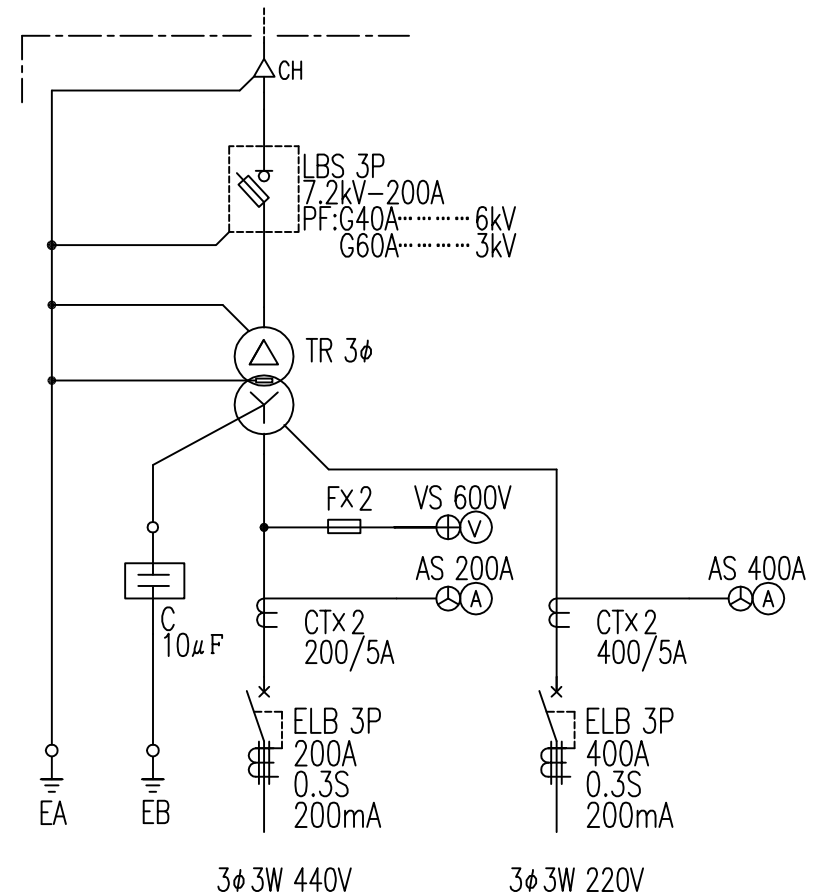 CH
LBS 3P
7.2kV-200A
PF:G40A………… 6kV
G60A………… 3kV
TR 3φ
F×2
VS 600V
V
AS 200A
A
AS 400A
A
C
10μF
CT×2
200/5A
CT×2
400/5A
ELB 3P
200A
0.3S
200mA
ELB 3P
400A
0.3S
200mA
EA
EB
3φ3W 440V
3φ3W 220V